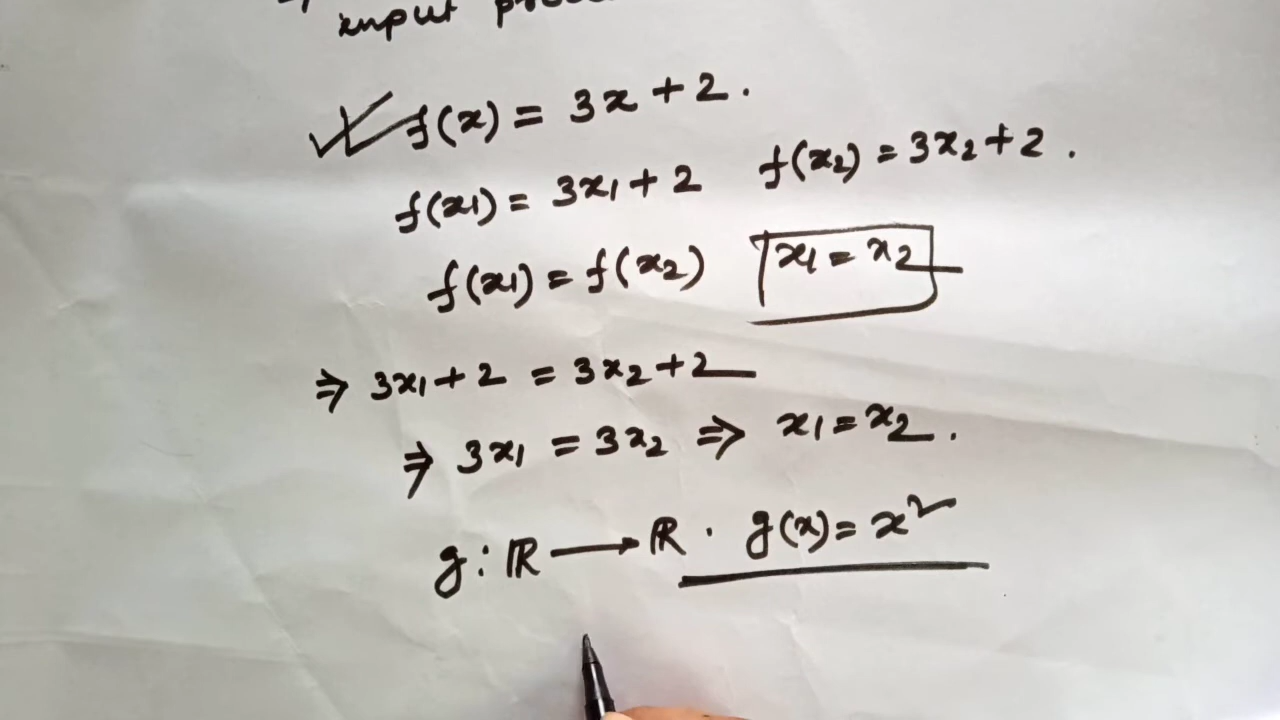 input
f(x) = 3x + 2.
f(x1) = 3x1 + 2 f(x2) = 3x2 + 2.
f(x1) = f(x2) x1 = x2
⇒ 3x1 + 2 = 3x2 + 2
⇒ 3x1 = 3x2 ⇒ x1 = x2.
g : ℝ → ℝ . g(x) = x²